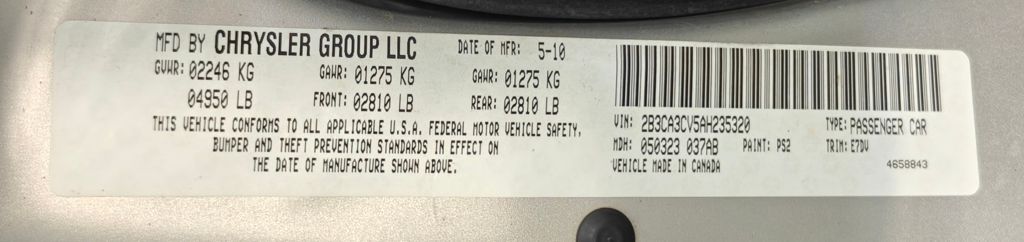 MFD BY CHRYSLER GROUP LLC DATE OF MFR: 5-10
GVWR: 02246 KG GAWR: 01275 KG GAWR: 01275 KG
04950 LB FRONT: 02810 LB REAR: 02810 LB
THIS VEHICLE CONFORMS TO ALL APPLICABLE U.S.A. FEDERAL MOTOR VEHICLE SAFETY,
BUMPER AND THEFT PREVENTION STANDARDS IN EFFECT ON
THE DATE OF MANUFACTURE SHOWN ABOVE.
VIN: 2B3CA3CV5AH235320 TYPE: PASSENGER CAR
MDH: 050323 037AB PAINT: PS2 TRIM: E7DV
VEHICLE MADE IN CANADA 4658843